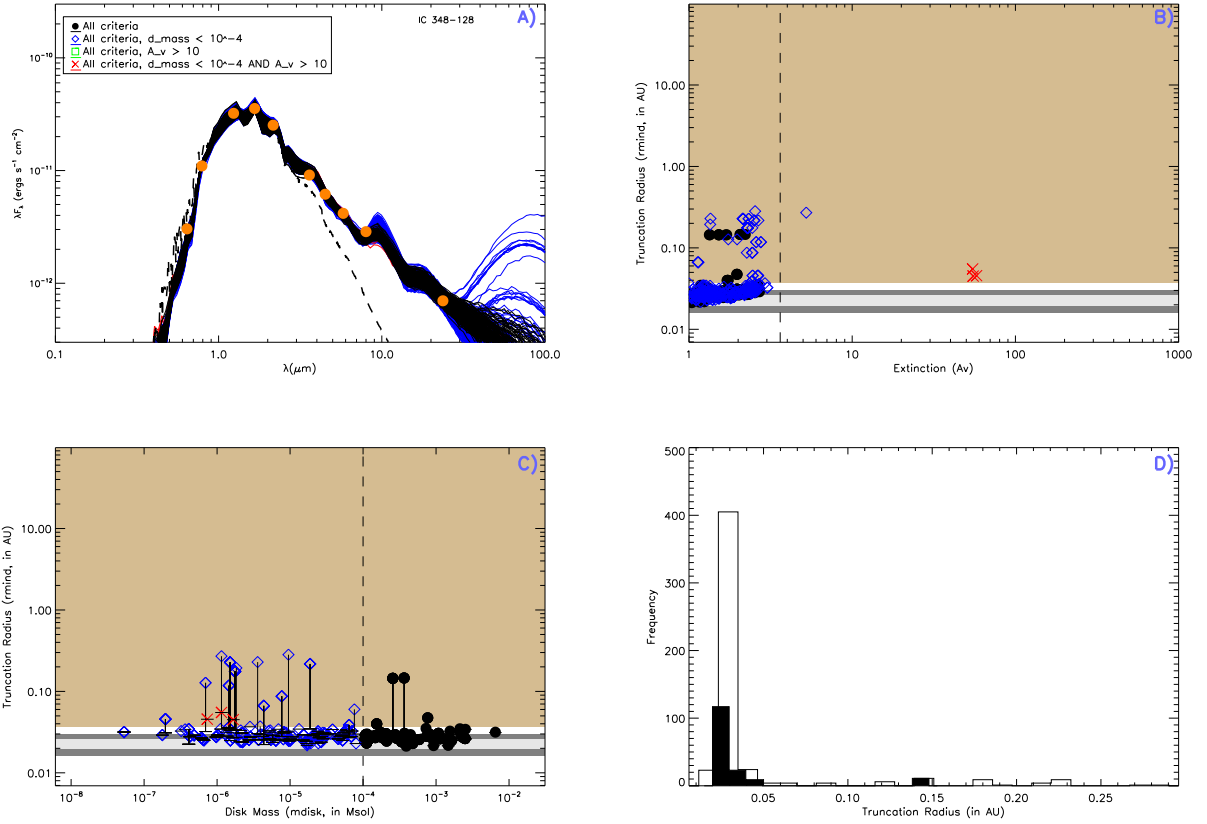 A)
IC 348-128
All criteria
All criteria, d_mass < 10^-4
All criteria, A_v > 10
All criteria, d_mass < 10^-4 AND A_v > 10
10⁻¹⁰
10⁻¹¹
10⁻¹²
λFλ (ergs s⁻¹ cm⁻²)
0.1 1.0 10.0 100.0
λ(μm)
B)
10.00
1.00
0.10
0.01
Truncation Radius (rmind, in AU)
1 10 100 1000
Extinction (Av)
C)
10.00
1.00
0.10
0.01
Truncation Radius (rmind, in AU)
10⁻⁸ 10⁻⁷ 10⁻⁶ 10⁻⁵ 10⁻⁴ 10⁻³ 10⁻²
Disk Mass (mdisk, in Msol)
D)
500
400
300
200
100
0
Frequency
0.05 0.10 0.15 0.20 0.25
Truncation Radius (in AU)